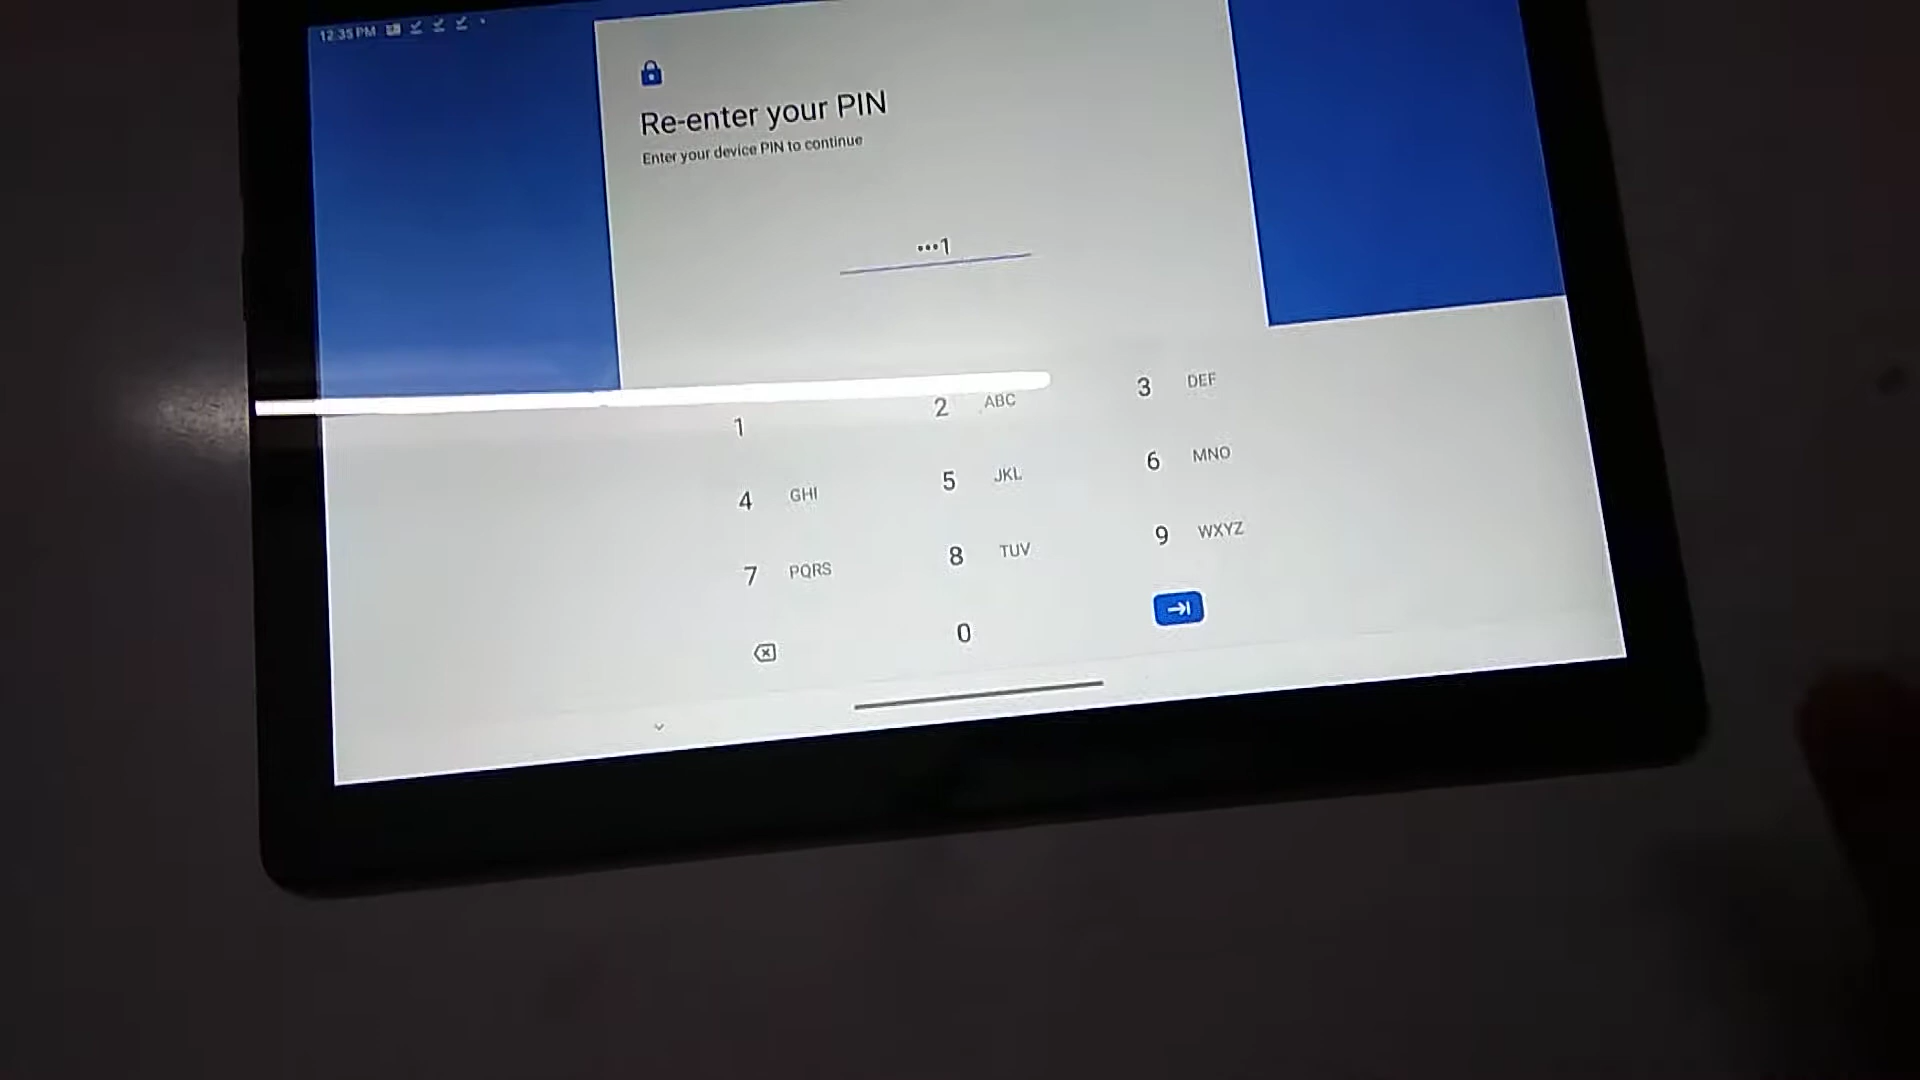 12:35 PM
Re-enter your PIN
Enter your device PIN to continue
•••1
1
2 ABC
3 DEF
4 GHI
5 JKL
6 MNO
7 PQRS
8 TUV
9 WXYZ
0